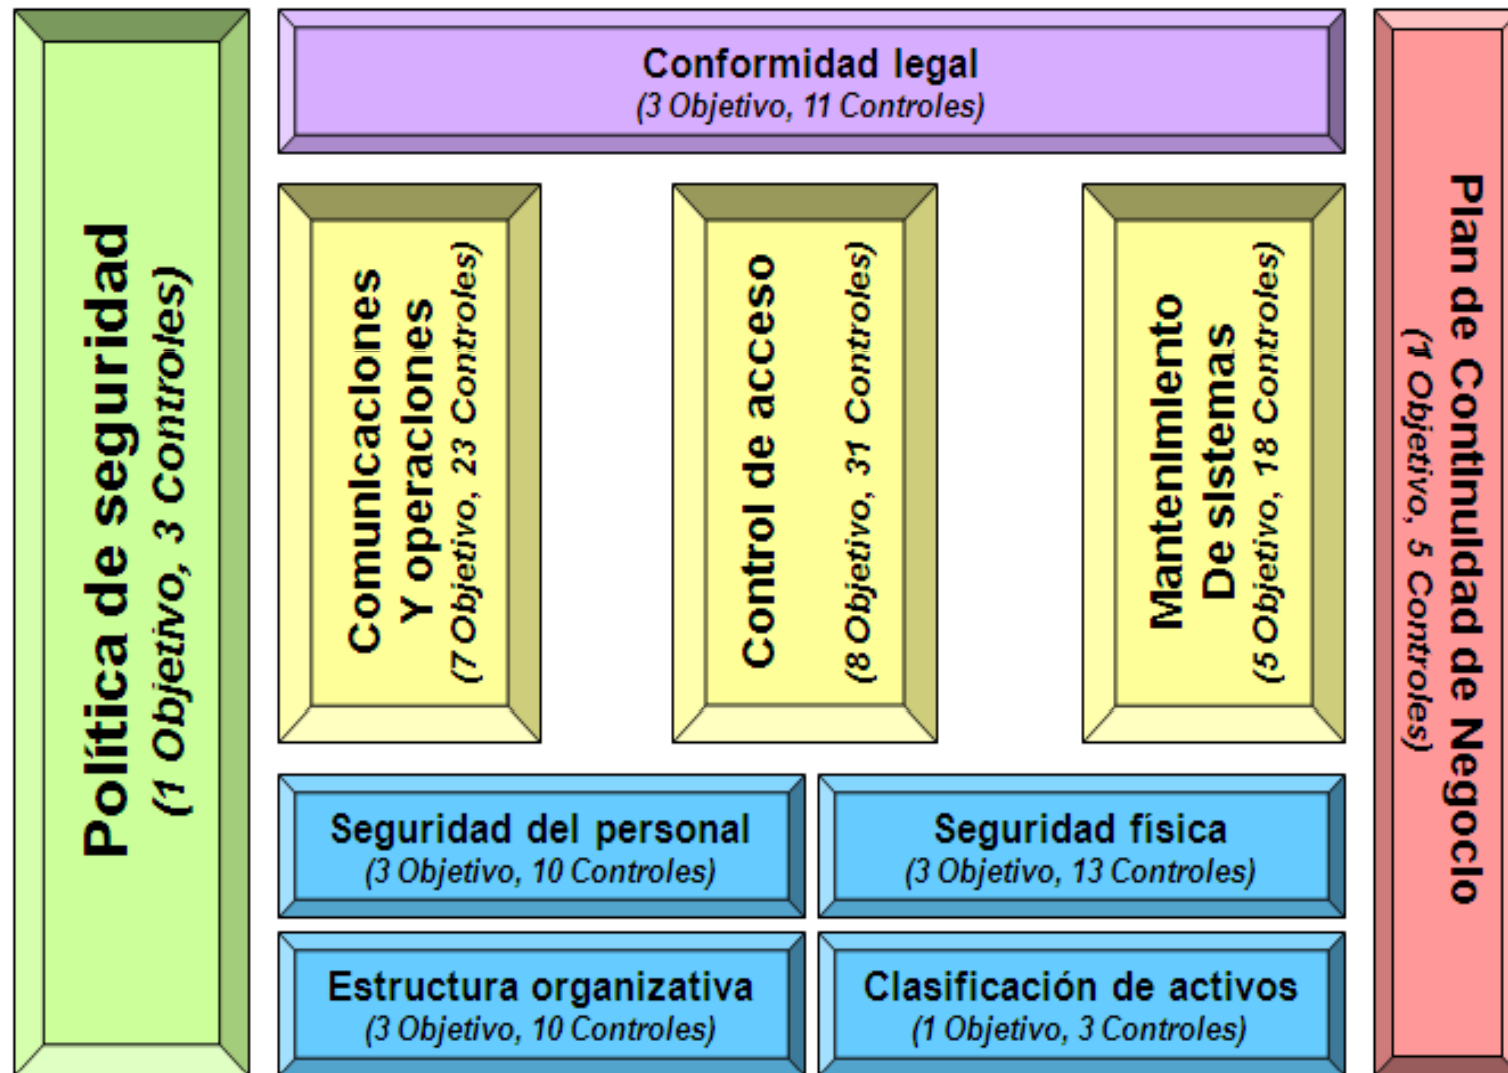 Política de seguridad
(1 Objetivo, 3 Controles)
Conformidad legal
(3 Objetivo, 11 Controles)
Comunicaciones
Y operaciones
(7 Objetivo, 23 Controles)
Control de acceso
(8 Objetivo, 31 Controles)
Mantenimiento
De sistemas
(5 Objetivo, 18 Controles)
Plan de Continuidad de Negocio
(1 Objetivo, 5 Controles)
Seguridad del personal
(3 Objetivo, 10 Controles)
Seguridad física
(3 Objetivo, 13 Controles)
Estructura organizativa
(3 Objetivo, 10 Controles)
Clasificación de activos
(1 Objetivo, 3 Controles)